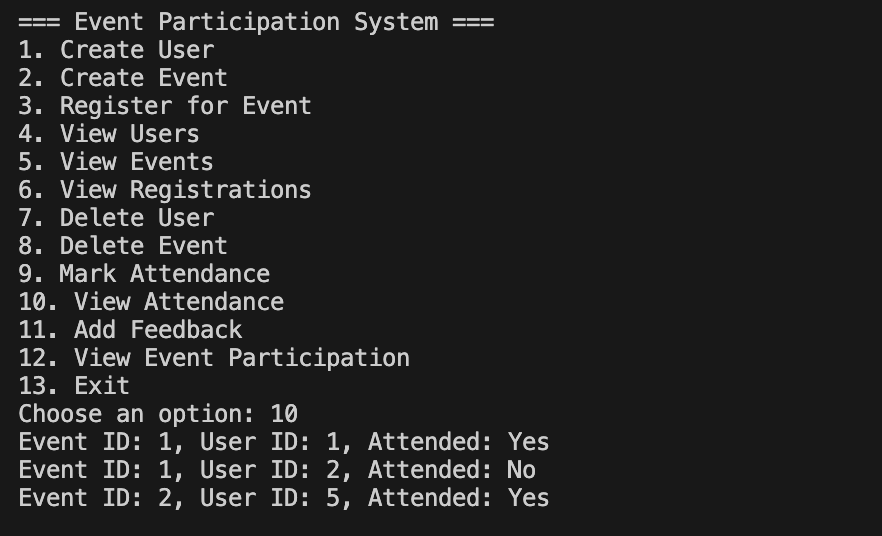 === Event Participation System ===
1. Create User
2. Create Event
3. Register for Event
4. View Users
5. View Events
6. View Registrations
7. Delete User
8. Delete Event
9. Mark Attendance
10. View Attendance
11. Add Feedback
12. View Event Participation
13. Exit
Choose an option: 10
Event ID: 1, User ID: 1, Attended: Yes
Event ID: 1, User ID: 2, Attended: No
Event ID: 2, User ID: 5, Attended: Yes